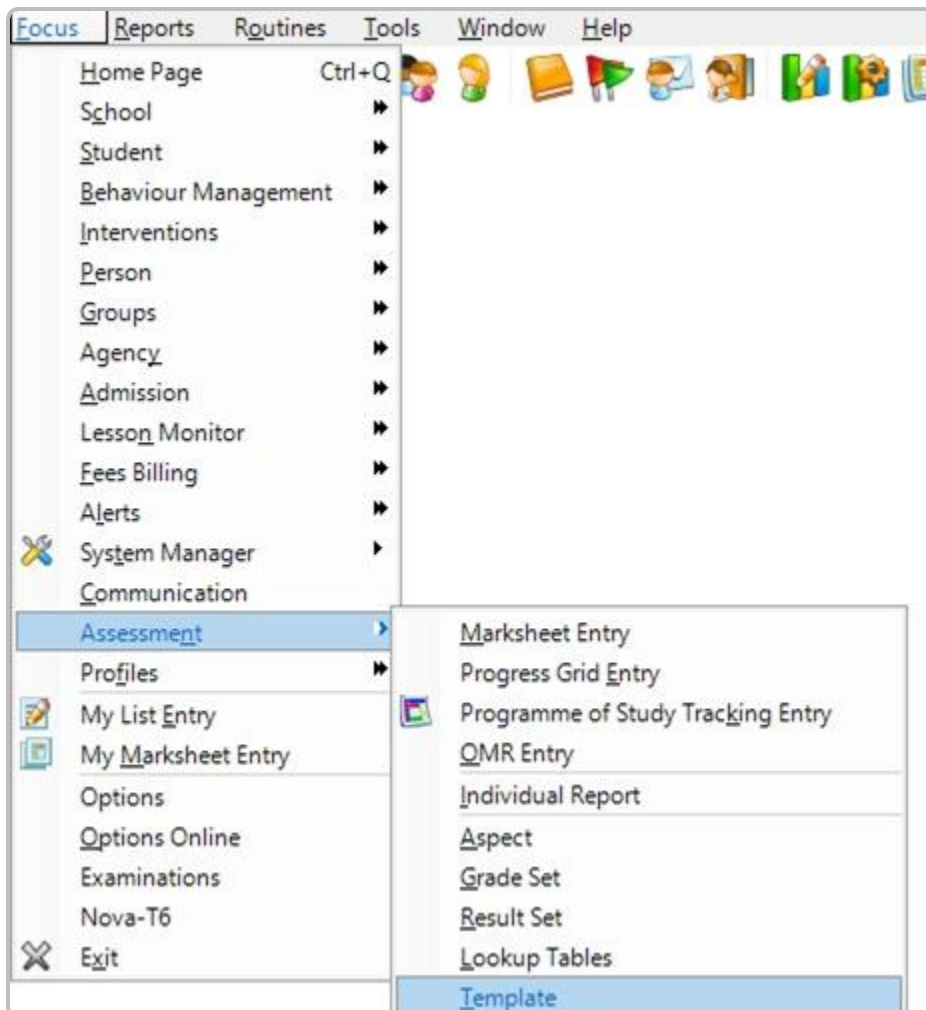 Focus Reports Routines Tools Window Help
Home Page Ctrl+Q
School
Student
Behaviour Management
Interventions
Person
Groups
Agency
Admission
Lesson Monitor
Fees Billing
Alerts
System Manager
Communication
Assessment
Profiles
My List Entry
My Marksheet Entry
Options
Options Online
Examinations
Nova-T6
Exit
Marksheet Entry
Progress Grid Entry
Programme of Study Tracking Entry
OMR Entry
Individual Report
Aspect
Grade Set
Result Set
Lookup Tables
Template